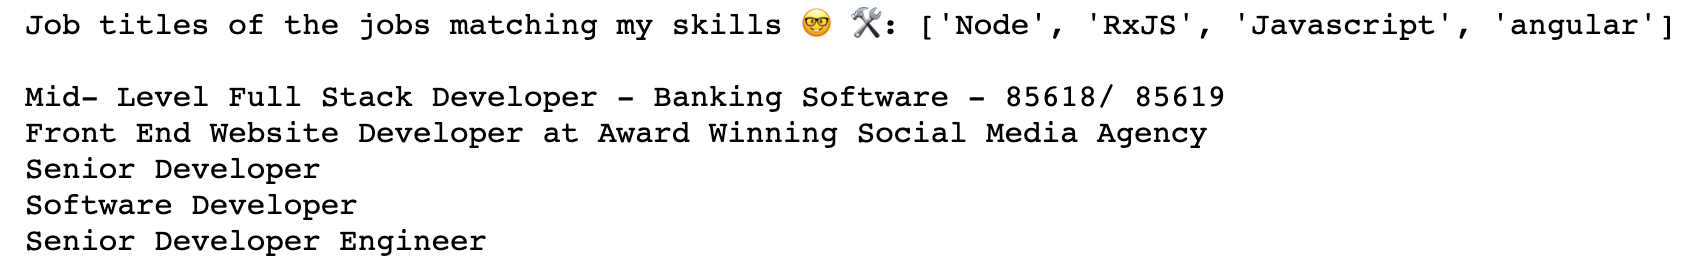 Job titles of the jobs matching my skills 🤓 🛠️: ['Node', 'RxJS', 'Javascript', 'angular']
Mid- Level Full Stack Developer - Banking Software - 85618/ 85619
Front End Website Developer at Award Winning Social Media Agency
Senior Developer
Software Developer
Senior Developer Engineer